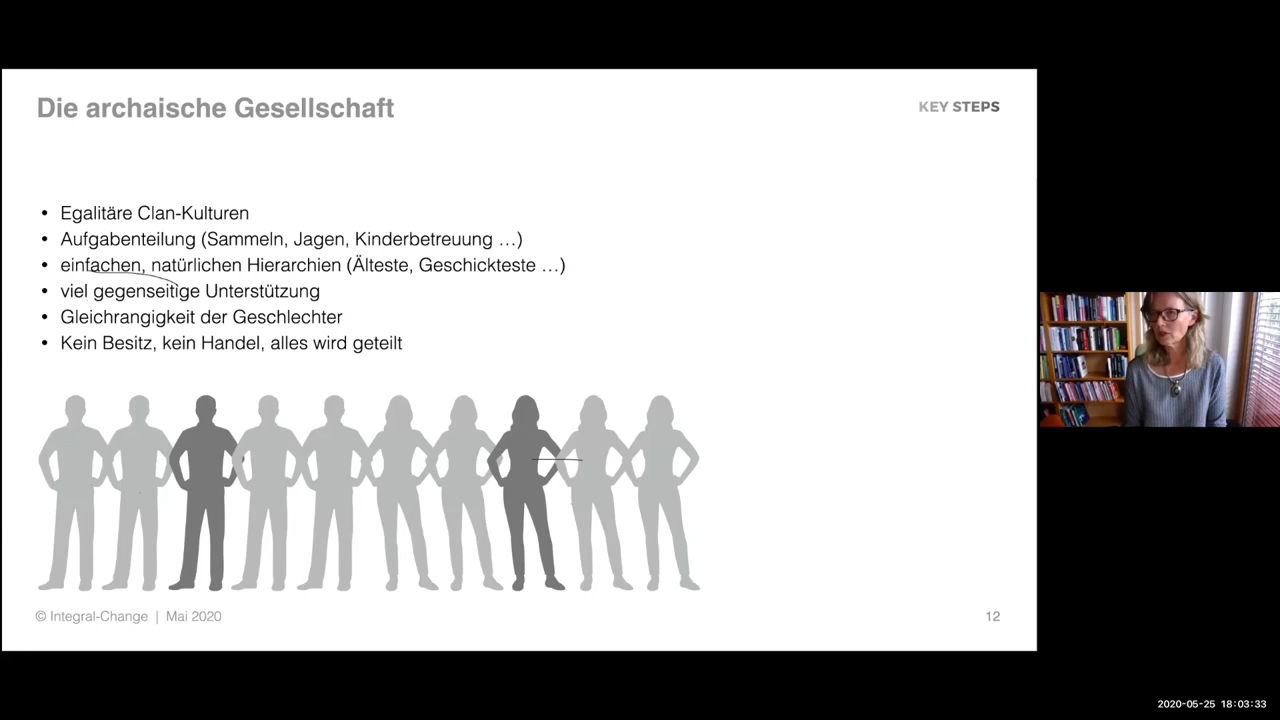 Die archaische Gesellschaft
KEY STEPS
• Egalitäre Clan-Kulturen
• Aufgabenteilung (Sammeln, Jagen, Kinderbetreuung …)
• einfachen, natürlichen Hierarchien (Älteste, Geschickteste …)
• viel gegenseitige Unterstützung
• Gleichrangigkeit der Geschlechter
• Kein Besitz, kein Handel, alles wird geteilt
© Integral-Change | Mai 2020
12
2020-05-25 18:03:33